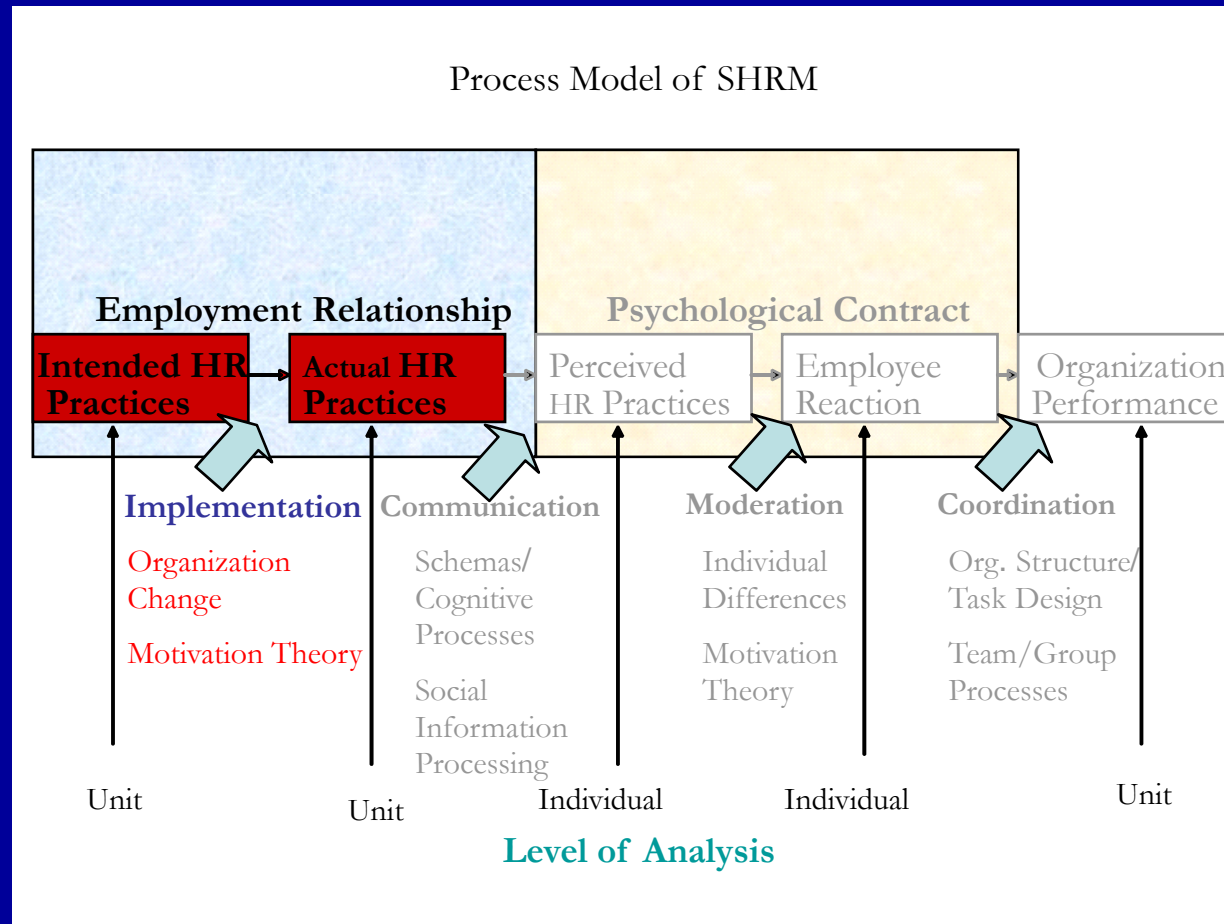 Process Model of SHRM
Employment Relationship
Psychological Contract
Intended HR
Practices
Actual HR
Practices
Perceived
HR Practices
Employee
Reaction
Organization
Performance
Implementation
Organization
Change
Motivation Theory
Communication
Schemas/
Cognitive
Processes
Social
Information
Processing
Moderation
Individual
Differences
Motivation
Theory
Coordination
Org. Structure/
Task Design
Team/Group
Processes
Unit
Unit
Individual
Individual
Unit
Level of Analysis